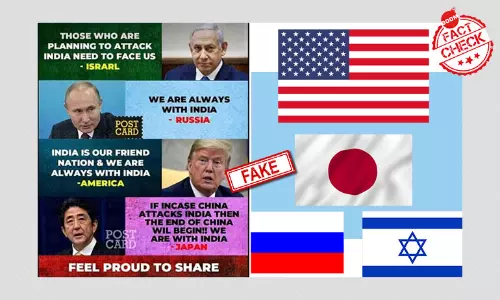 THOSE WHO ARE
PLANNING TO ATTACK
INDIA NEED TO FACE US
- ISRARL
WE ARE ALWAYS
WITH INDIA
- RUSSIA
POST
CARD
INDIA IS OUR FRIEND
NATION & WE ARE
ALWAYS WITH INDIA
-AMERICA
IF INCASE CHINA
ATTACKS INDIA THEN
THE END OF CHINA
WIL BEGIN!! WE
ARE WITH INDIA
- JAPAN
POST
CARD
FEEL PROUD TO SHARE
FAKE
BOOM
FACT
CHECK